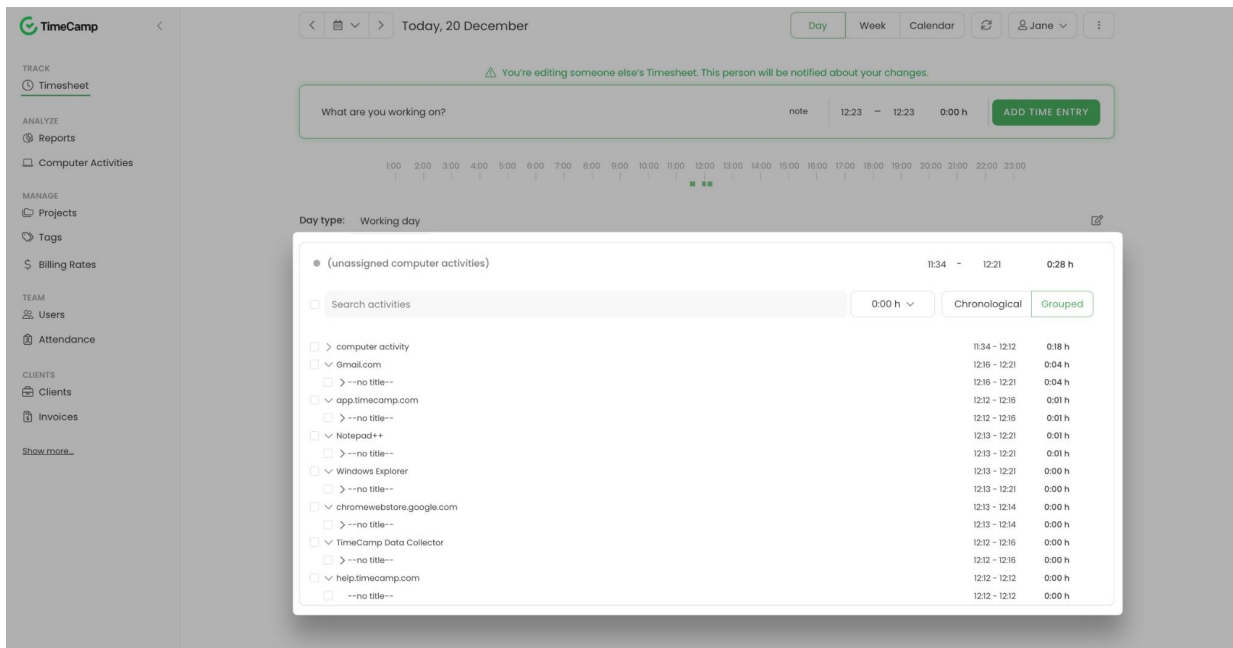 TimeCamp
Today, 20 December
Day Week Calendar Jane
TRACK
Timesheet
ANALYZE
Reports
Computer Activities
MANAGE
Projects
Tags
$ Billing Rates
TEAM
Users
Attendance
CLIENTS
Clients
Invoices
Show more...
You're editing someone else's Timesheet. This person will be notified about your changes.
What are you working on? note 12:23 – 12:23 0:00 h ADD TIME ENTRY
1:00 2:00 3:00 4:00 5:00 6:00 7:00 8:00 9:00 10:00 11:00 12:00 13:00 14:00 15:00 16:00 17:00 18:00 19:00 20:00 21:00 22:00 23:00
Day type: Working day
(unassigned computer activities) 11:34 - 12:21 0:28 h
Search activities 0:00 h Chronological Grouped
computer activity 11:34 - 12:12 0:18 h
Gmail.com 12:16 - 12:21 0:04 h
--no title-- 12:16 - 12:21 0:04 h
app.timecamp.com 12:12 - 12:16 0:01 h
--no title-- 12:12 - 12:16 0:01 h
Notepad++ 12:13 - 12:21 0:01 h
--no title-- 12:13 - 12:21 0:01 h
Windows Explorer 12:13 - 12:21 0:00 h
--no title-- 12:13 - 12:21 0:00 h
chromewebstore.google.com 12:13 - 12:14 0:00 h
--no title-- 12:13 - 12:14 0:00 h
TimeCamp Data Collector 12:12 - 12:16 0:00 h
--no title-- 12:12 - 12:16 0:00 h
help.timecamp.com 12:12 - 12:12 0:00 h
--no title-- 12:12 - 12:12 0:00 h